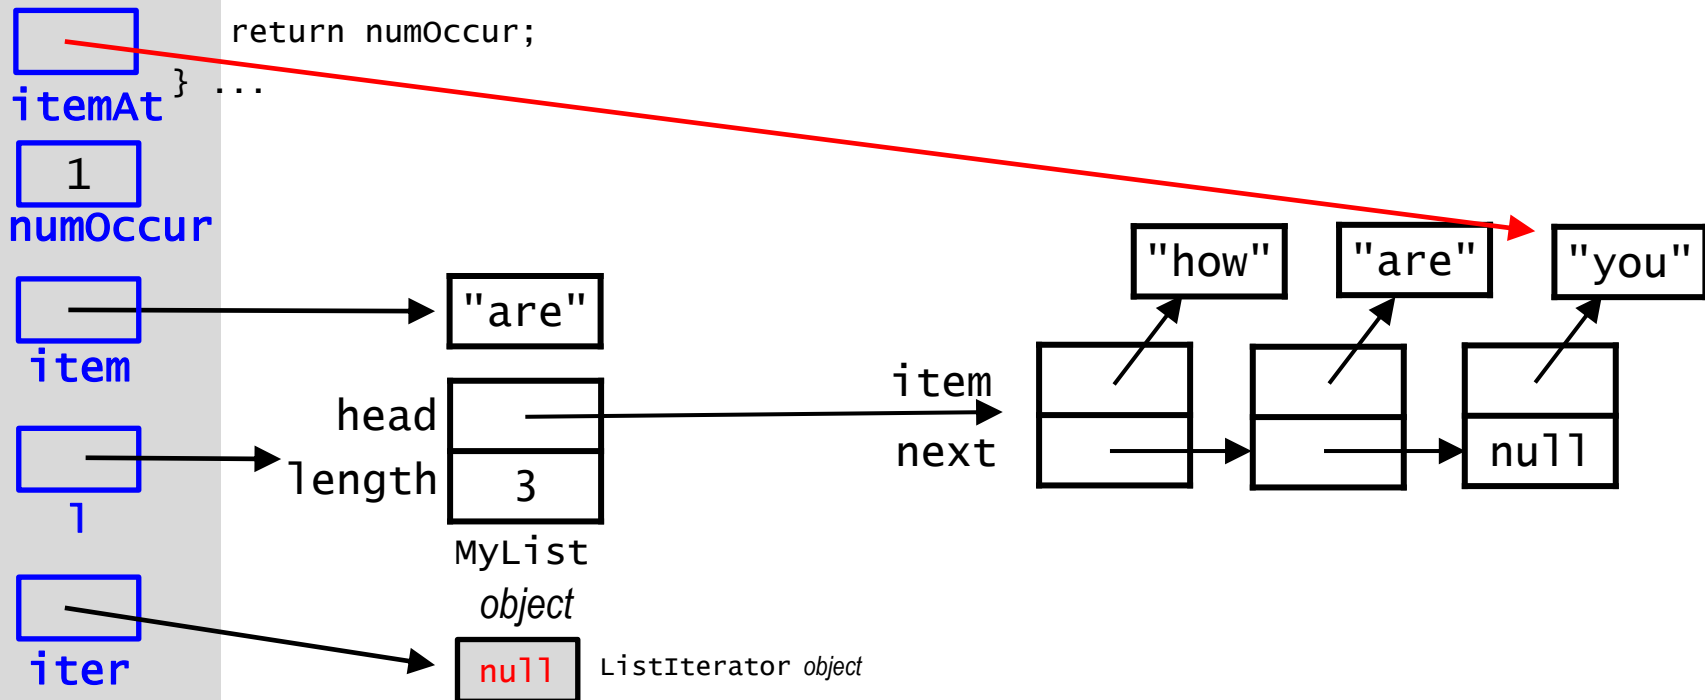 return numOccur;
} ...
itemAt
1
numOccur
"how" "are" "you"
"are"
item
item
head
next
null
length
3
l
MyList
object
iter
null
ListIterator object